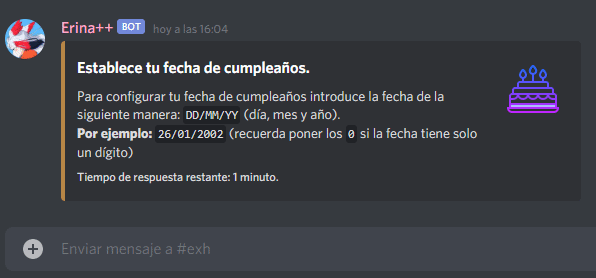 Erina++ BOT hoy a las 16:04
Establece tu fecha de cumpleaños.
Para configurar tu fecha de cumpleaños introduce la fecha de la
siguiente manera: DD/MM/YY (día, mes y año).
Por ejemplo: 26/01/2002 (recuerda poner los 0 si la fecha tiene solo
un dígito)
Tiempo de respuesta restante: 1 minuto.
Enviar mensaje a #exh